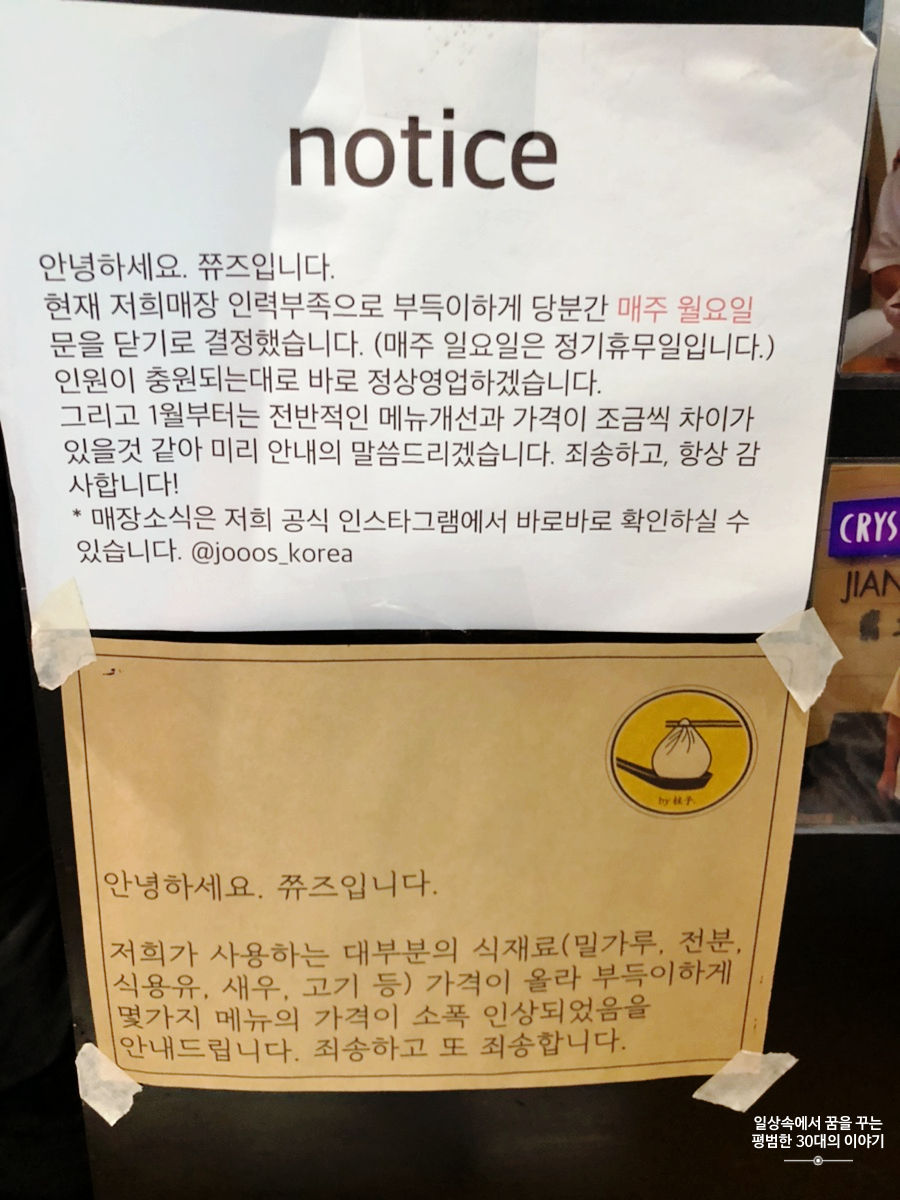 notice
안녕하세요. 쮸즈입니다.
현재 저희매장 인력부족으로 부득이하게 당분간 매주 월요일
문을 닫기로 결정했습니다. (매주 일요일은 정기휴무일입니다.)
인원이 충원되는대로 바로 정상영업하겠습니다.
그리고 1월부터는 전반적인 메뉴개선과 가격이 조금씩 차이가
있을것 같아 미리 안내의 말씀드리겠습니다. 죄송하고, 항상 감
사합니다!
* 매장소식은 저희 공식 인스타그램에서 바로바로 확인하실 수
있습니다. @jooos_korea
CRYS
JIAN
by
안녕하세요. 쮸즈입니다.
저희가 사용하는 대부분의 식재료(밀가루, 전분,
식용유, 새우, 고기 등) 가격이 올라 부득이하게
몇가지 메뉴의 가격이 소폭 인상되었음을
안내드립니다. 죄송하고 또 죄송합니다.
일상속에서 꿈을 꾸는
평범한 30대의 이야기